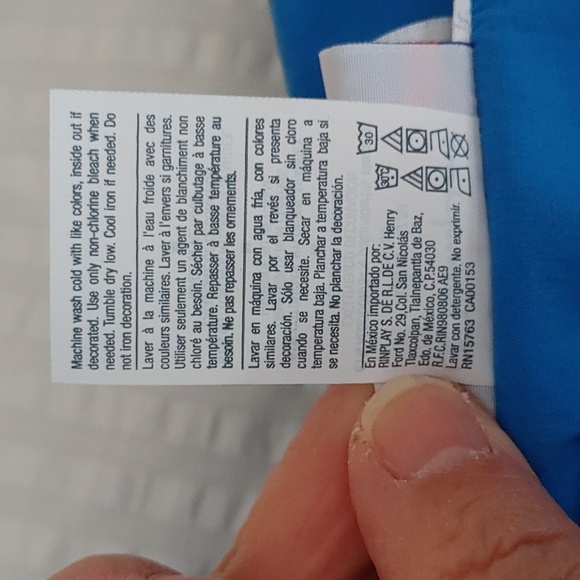 Machine wash cold with like colors, inside out if
decorated. Use only non-chlorine bleach when
needed. Tumble dry low. Cool iron if needed. Do
not iron decoration.
Laver à la machine à l'eau froide avec des
couleurs similaires. Laver à l'envers si garnitures.
Utiliser seulement un agent de blanchiment non
chloré au besoin. Sécher par culbutage à basse
température. Repasser à basse température au
besoin. Ne pas repasser les ornements.
Lavar en máquina con agua fría, con colores
similares. Lavar por el revés si presenta
decoración. Sólo usar blanqueador sin cloro
cuando se necesite. Secar en máquina a
temperatura baja. Planchar a temperatura baja si
se necesita. No planchar la decoración.
En México importado por:
RINPLAY S. DE R.L.DE C.V. Henry
Ford No. 29 Col. San Nicolás
Tlaxcolpan, Tlalnepantla de Baz,
Edo, de México, C.P.54030
R.F.C.RIN980806 AE9
Lavar con detergente. No exprimir.
RN15763 CA00153
30
30°C